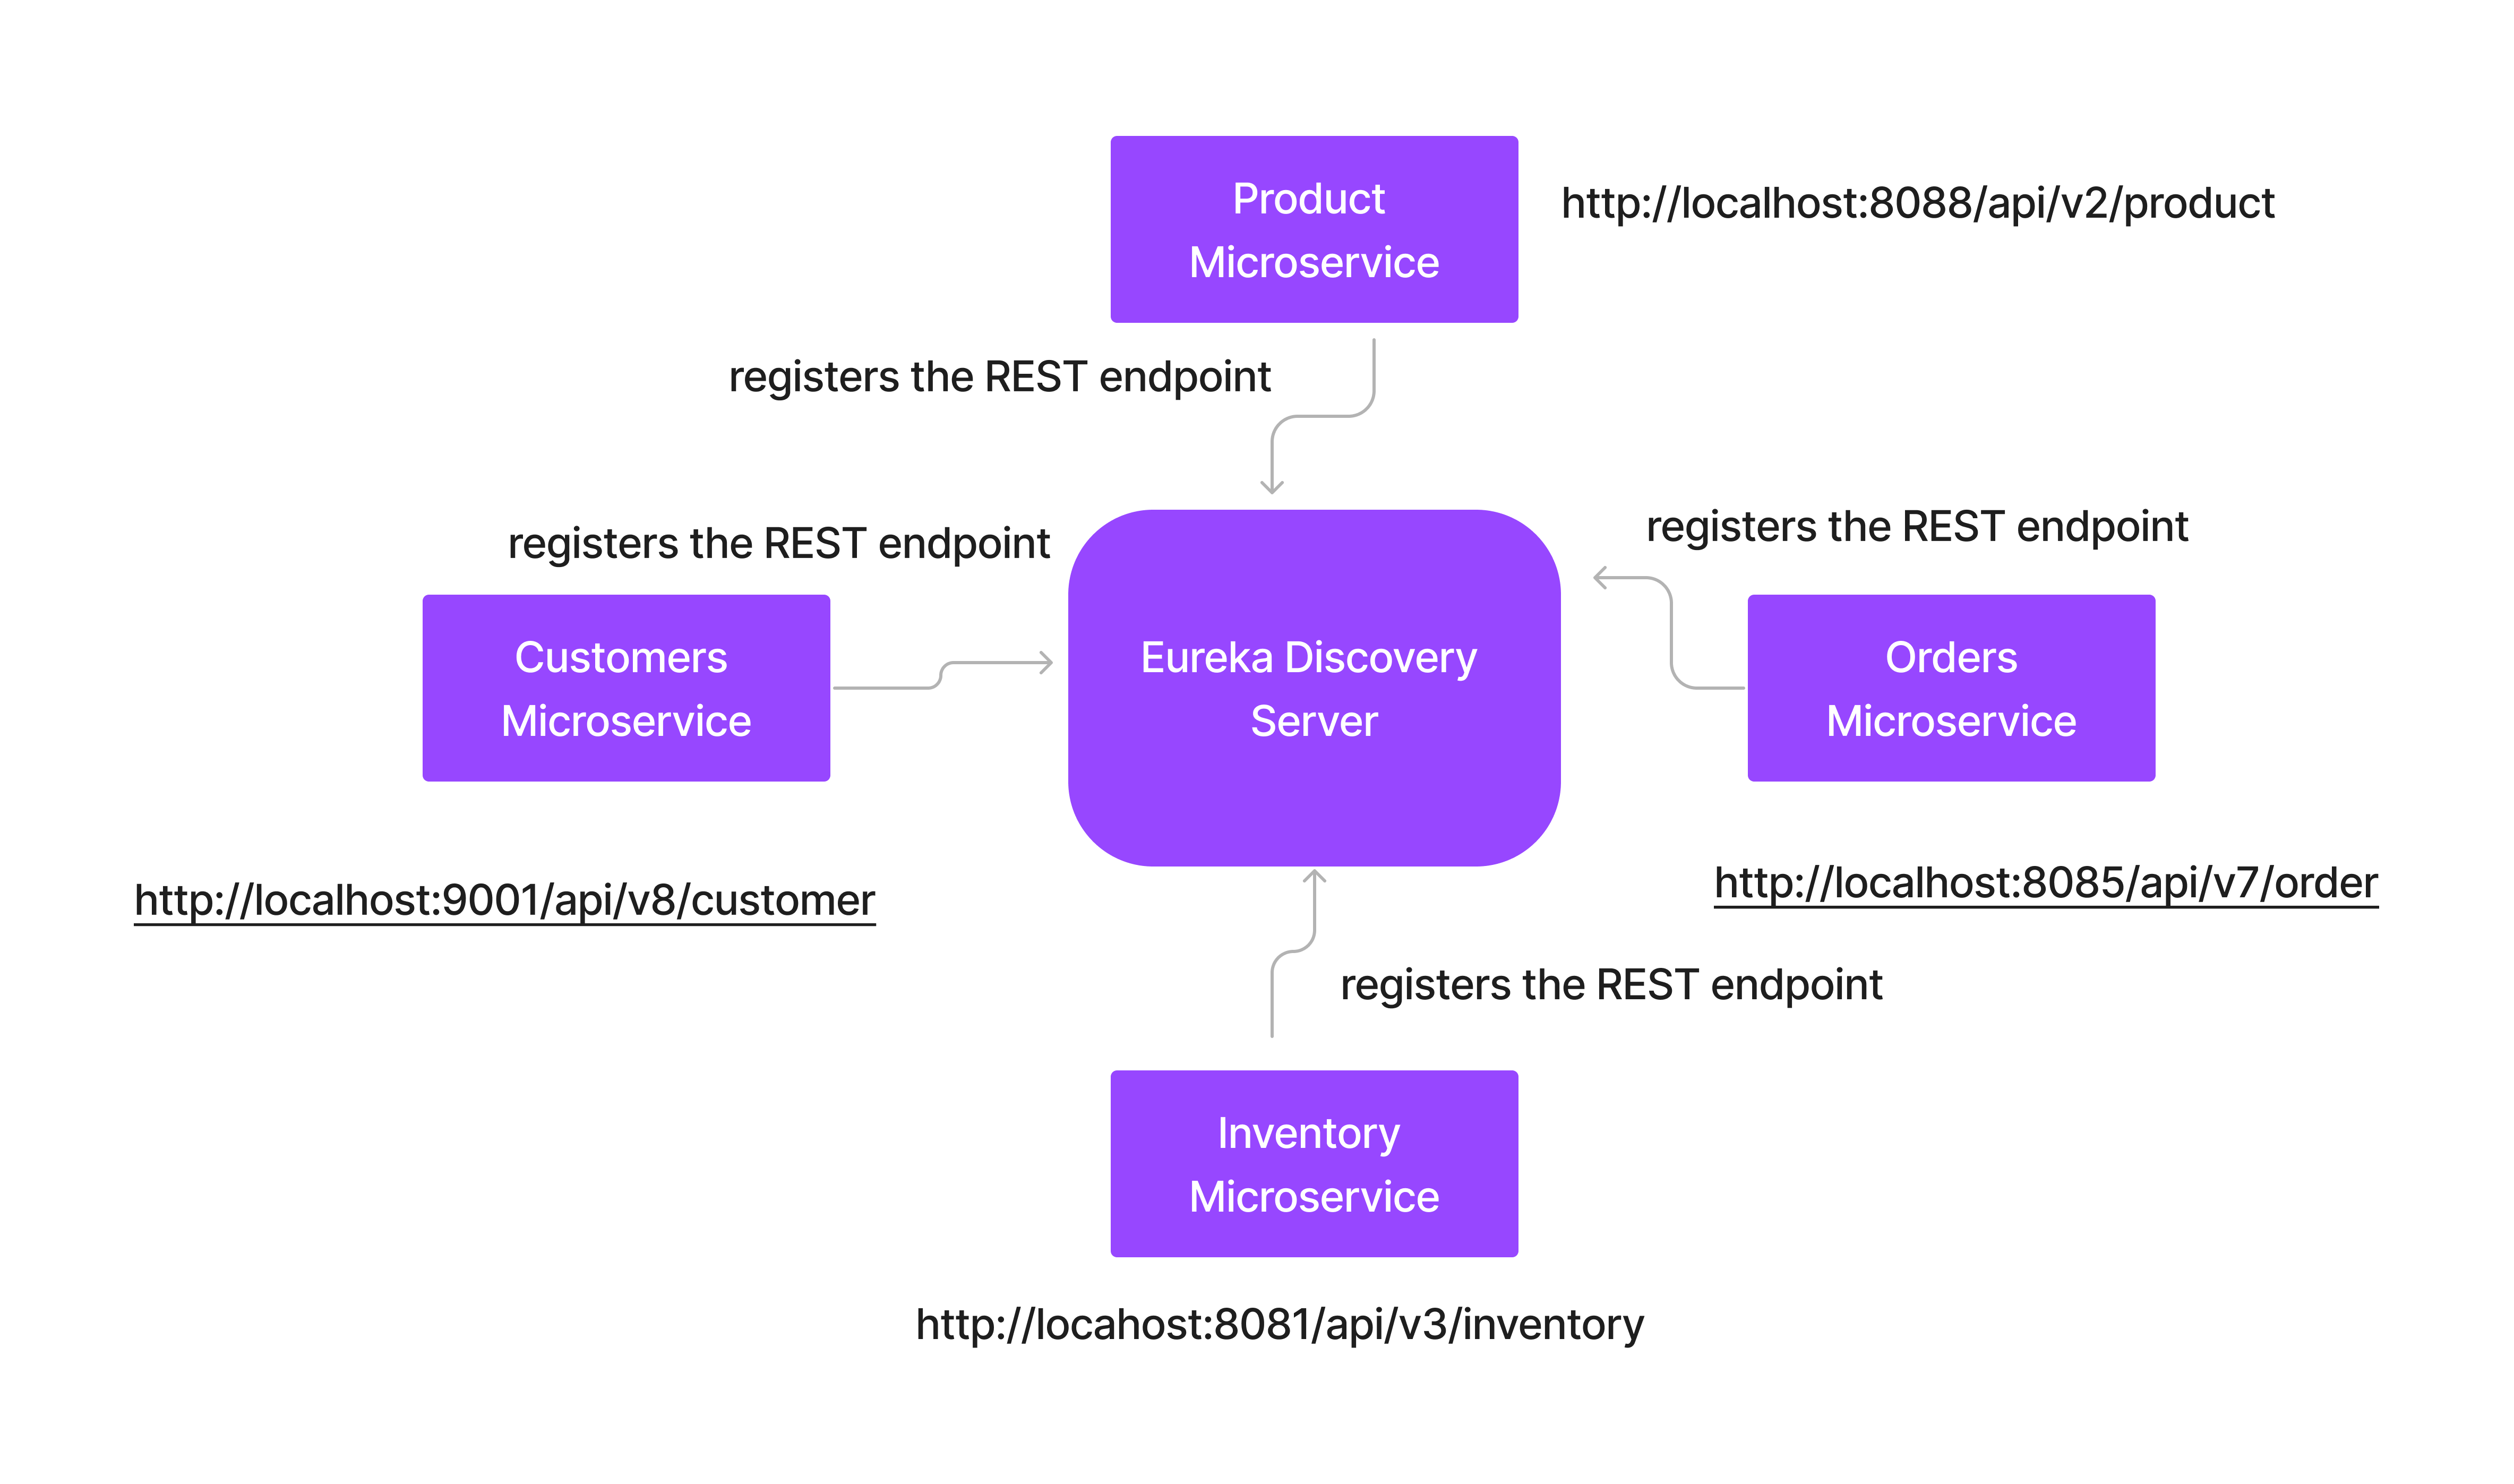 Product
Microservice
http://localhost:8088/api/v2/product
registers the REST endpoint
registers the REST endpoint
registers the REST endpoint
Customers
Microservice
Eureka Discovery
Server
Orders
Microservice
http://localhost:9001/api/v8/customer
http://localhost:8085/api/v7/order
registers the REST endpoint
Inventory
Microservice
http://locahost:8081/api/v3/inventory